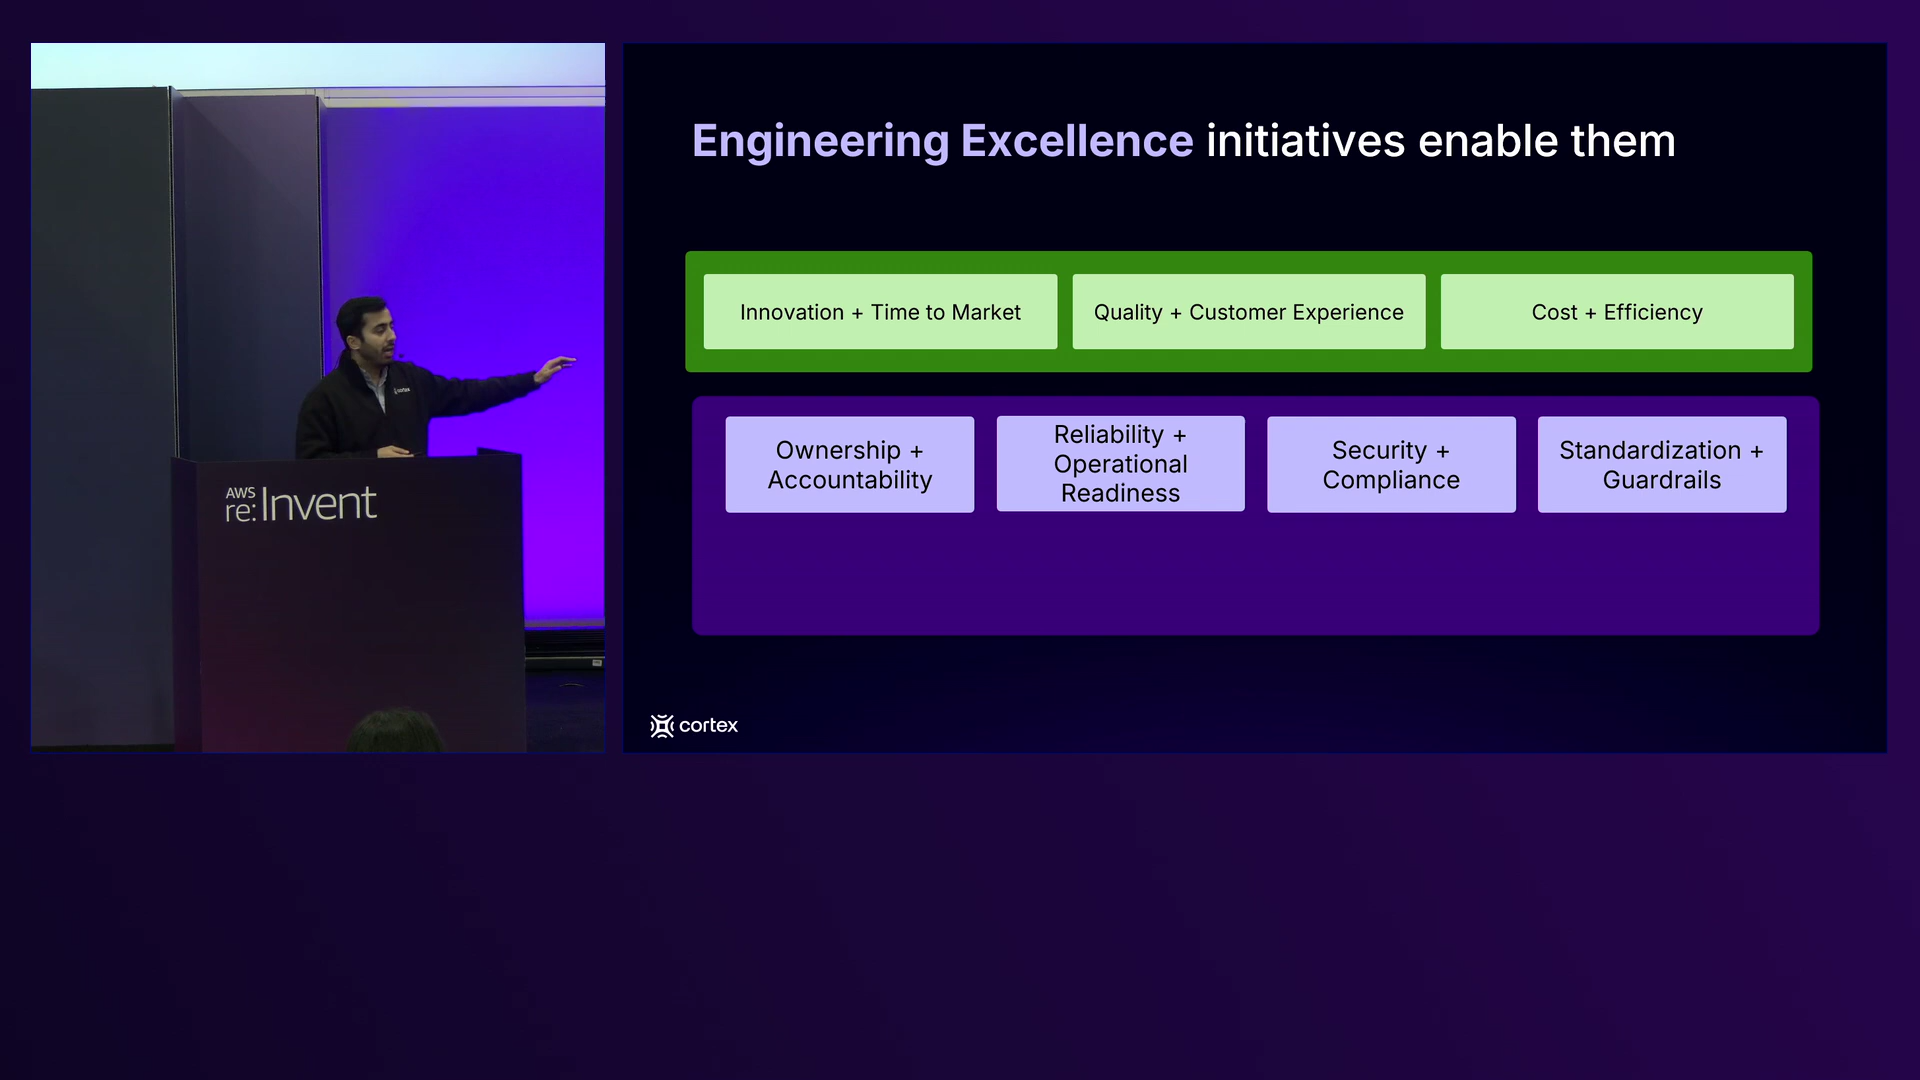 Engineering Excellence initiatives enable them
Innovation + Time to Market
Quality + Customer Experience
Cost + Efficiency
Ownership +
Accountability
Reliability +
Operational
Readiness
Security +
Compliance
Standardization +
Guardrails
cortex
cortex
AWS
re:Invent